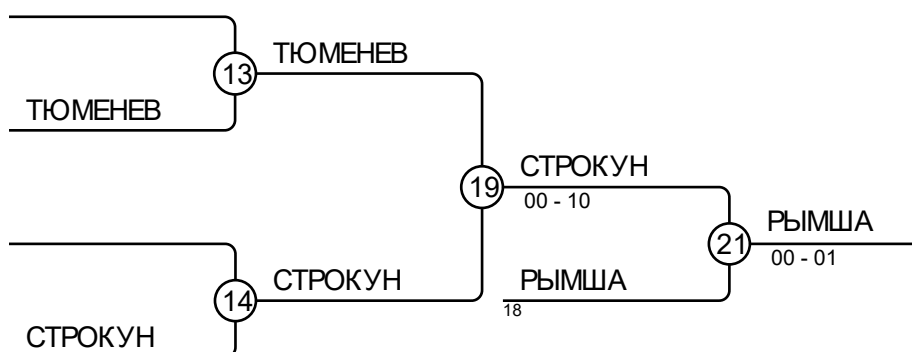 ТЮМЕНЕВ
13
ТЮМЕНЕВ
СТРОКУН
19
00 - 10
РЫМША
21
00 - 01
СТРОКУН
РЫМША
14
18
СТРОКУН